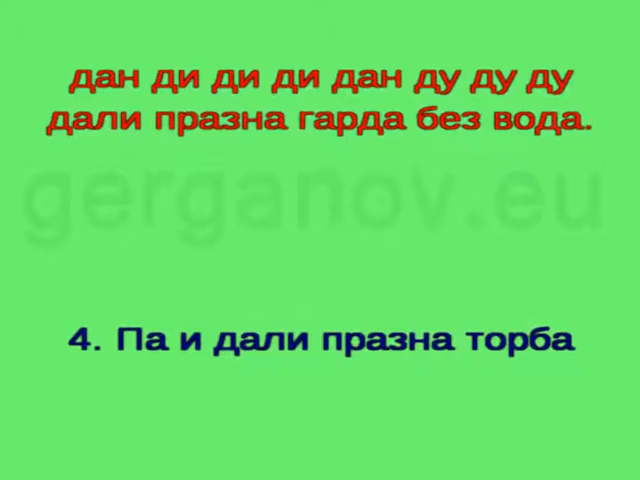 дан ди ди ди дан ду ду ду
дали празна гарда без вода.
gerganov.eu
4. Па и дали празна торба